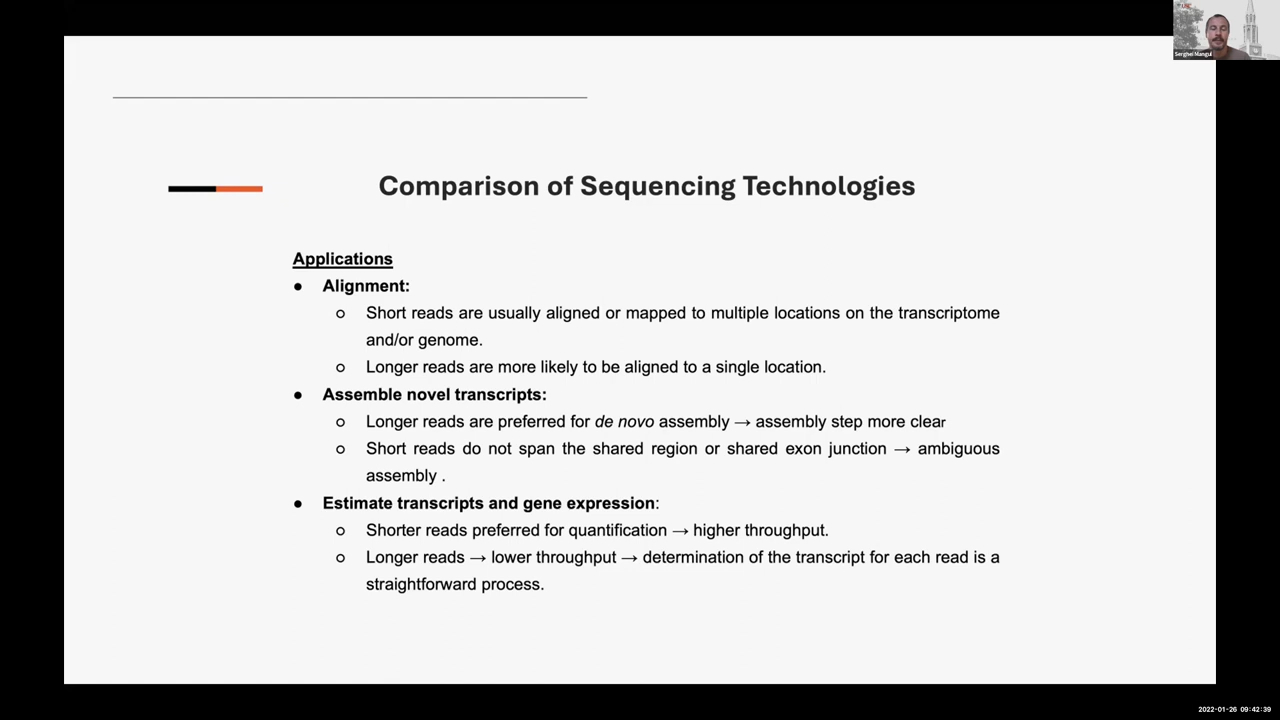 Serghei Mangul
Comparison of Sequencing Technologies
Applications
● Alignment:
○ Short reads are usually aligned or mapped to multiple locations on the transcriptome
and/or genome.
○ Longer reads are more likely to be aligned to a single location.
● Assemble novel transcripts:
○ Longer reads are preferred for de novo assembly → assembly step more clear
○ Short reads do not span the shared region or shared exon junction → ambiguous
assembly .
● Estimate transcripts and gene expression:
○ Shorter reads preferred for quantification → higher throughput.
○ Longer reads → lower throughput → determination of the transcript for each read is a
straightforward process.
2022-01-26 09:42:39